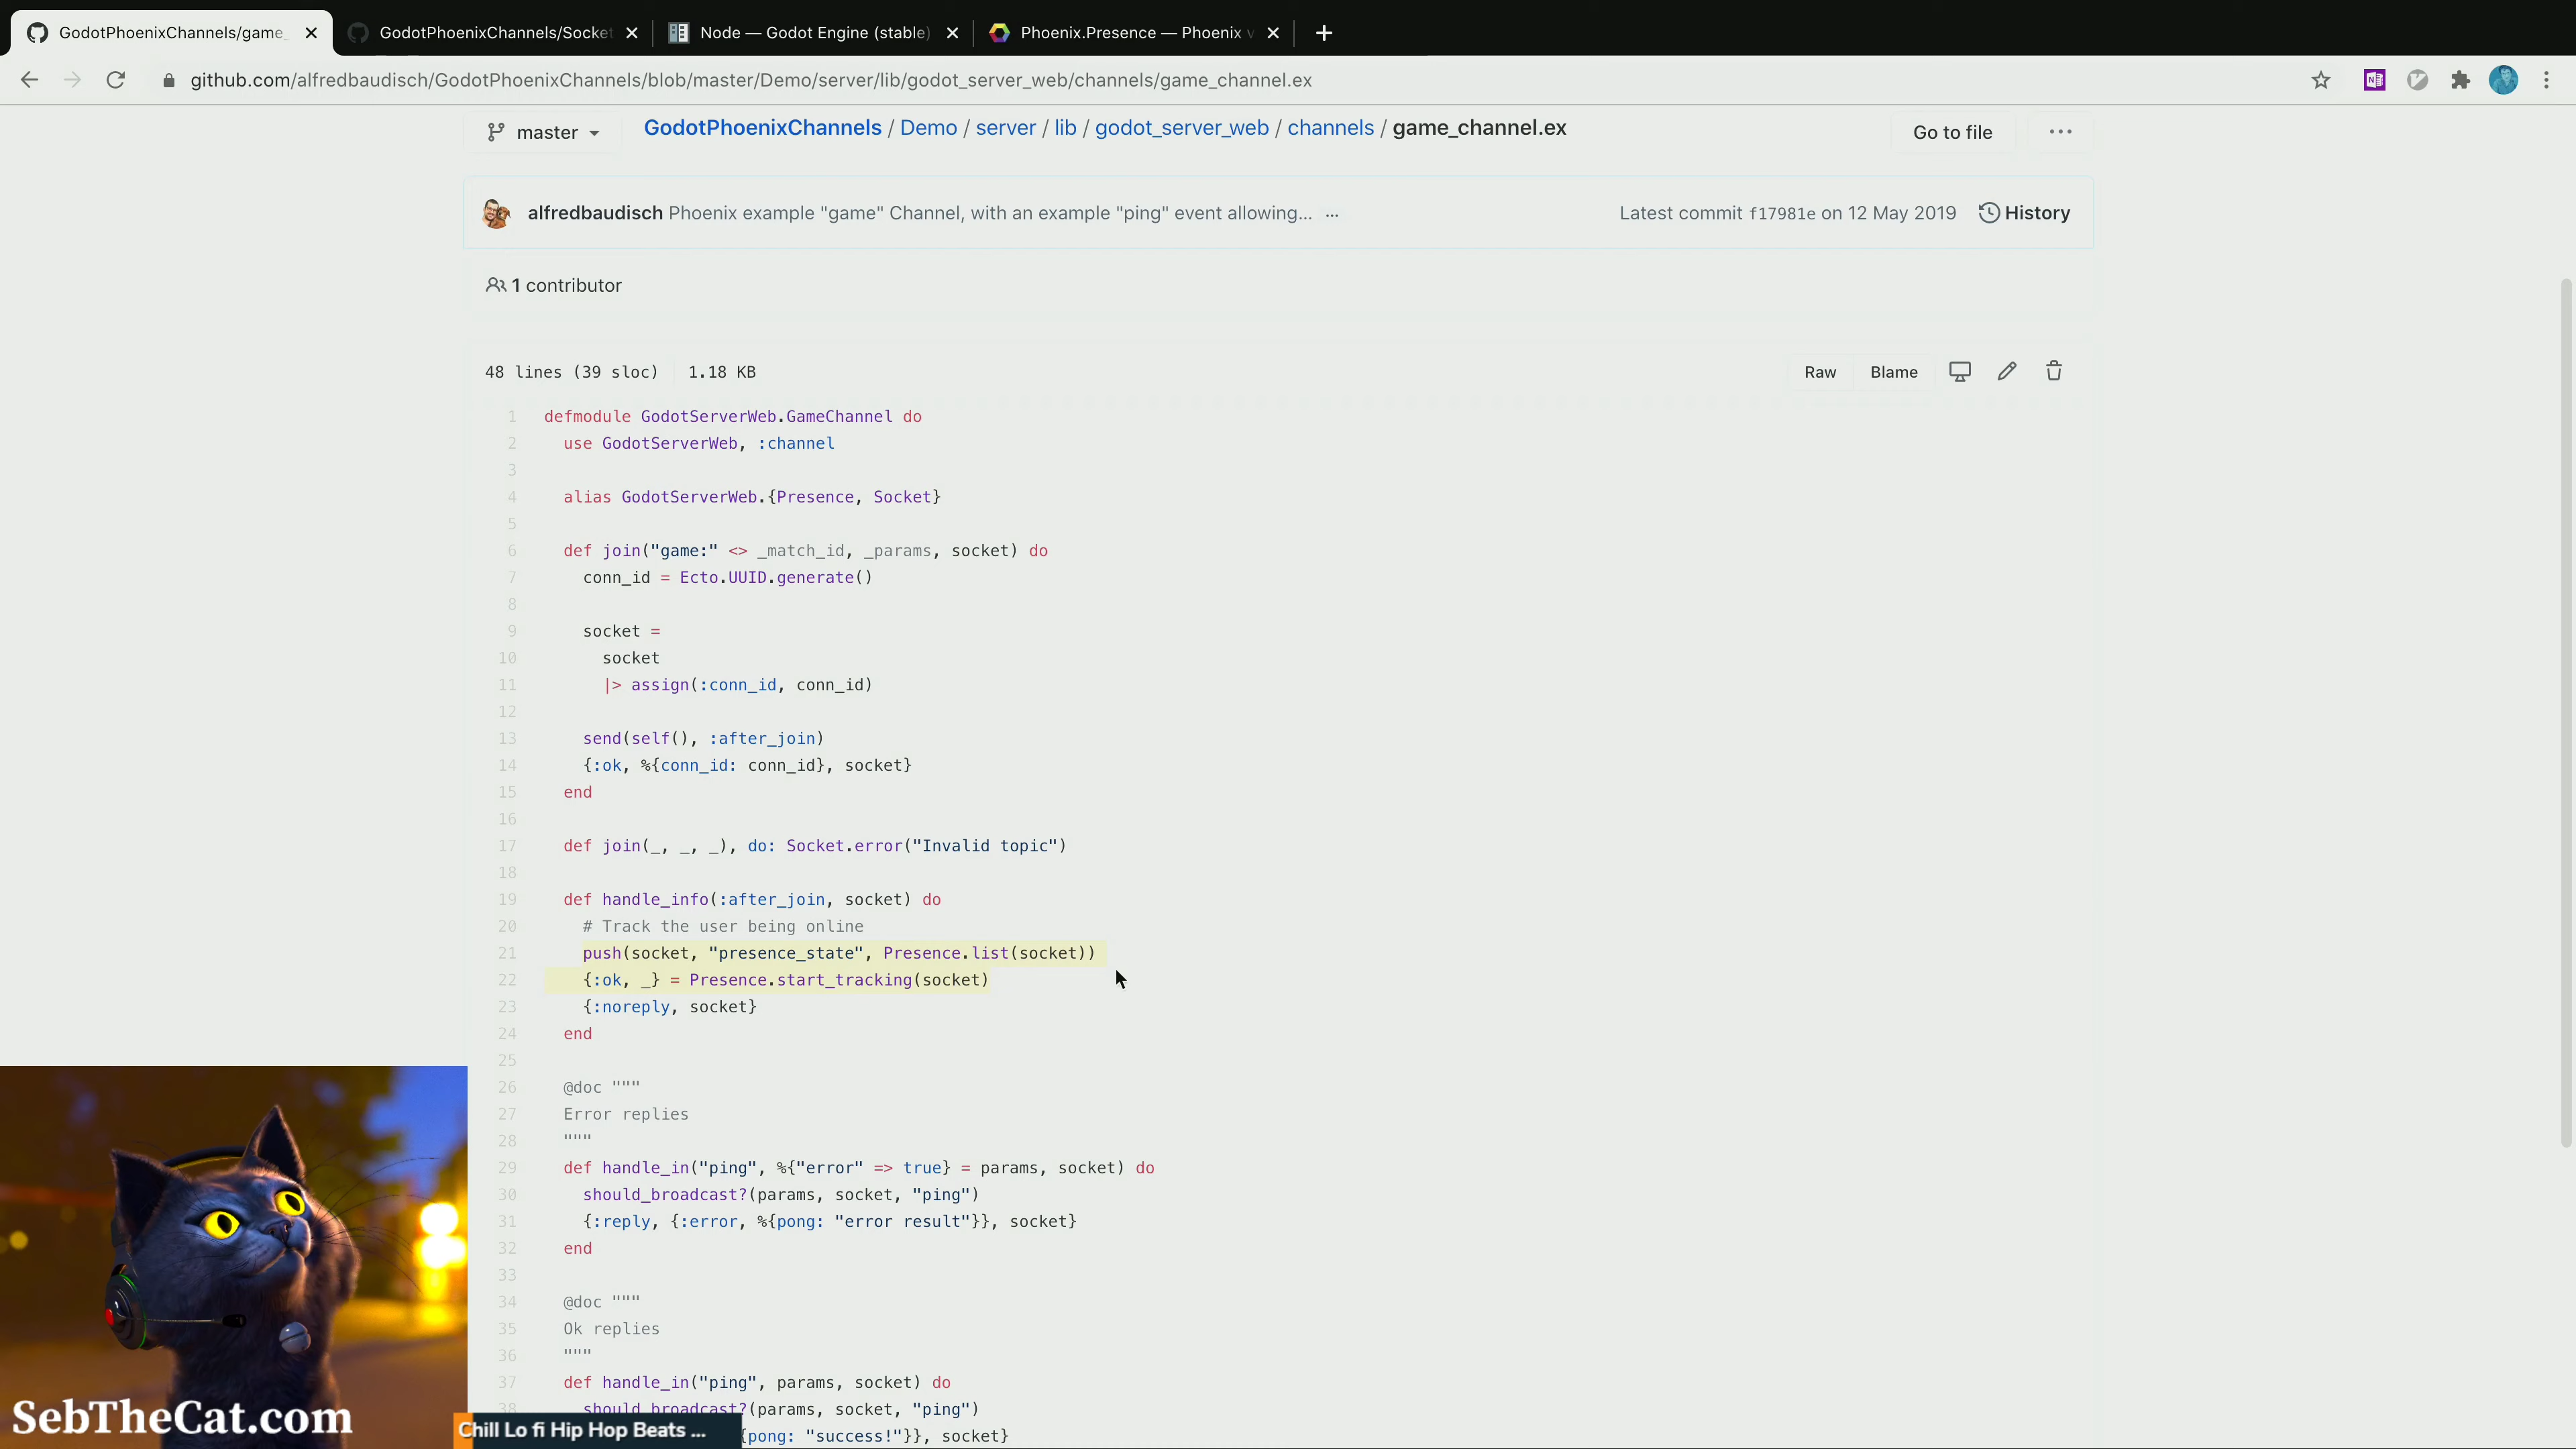 GodotPhoenixChannels/game_
GodotPhoenixChannels/Socket
Node — Godot Engine (stable)
Phoenix.Presence — Phoenix v
github.com/alfredbaudisch/GodotPhoenixChannels/blob/master/Demo/server/lib/godot_server_web/channels/game_channel.ex
master
GodotPhoenixChannels / Demo / server / lib / godot_server_web / channels / game_channel.ex
Go to file
alfredbaudisch Phoenix example "game" Channel, with an example "ping" event allowing... ...
Latest commit f17981e on 12 May 2019
History
1 contributor
48 lines (39 sloc) 1.18 KB
Raw
Blame
1 defmodule GodotServerWeb.GameChannel do
2 use GodotServerWeb, :channel
3
4 alias GodotServerWeb.{Presence, Socket}
5
6 def join("game:" <> _match_id, _params, socket) do
7 conn_id = Ecto.UUID.generate()
8
9 socket =
10 socket
11 |> assign(:conn_id, conn_id)
12
13 send(self(), :after_join)
14 {:ok, %{conn_id: conn_id}, socket}
15 end
16
17 def join(_, _, _), do: Socket.error("Invalid topic")
18
19 def handle_info(:after_join, socket) do
20 # Track the user being online
21 push(socket, "presence_state", Presence.list(socket))
22 {:ok, _} = Presence.start_tracking(socket)
23 {:noreply, socket}
24 end
25
26 @doc """
27 Error replies
28 """
29 def handle_in("ping", %{"error" => true} = params, socket) do
30 should_broadcast?(params, socket, "ping")
31 {:reply, {:error, %{pong: "error result"}}, socket}
32 end
33
34 @doc """
35 Ok replies
36 """
37 def handle_in("ping", params, socket) do
38 should_broadcast?(params, socket, "ping")
{pong: "success!"}}, socket}
SebTheCat.com
Chill Lo fi Hip Hop Beats ...